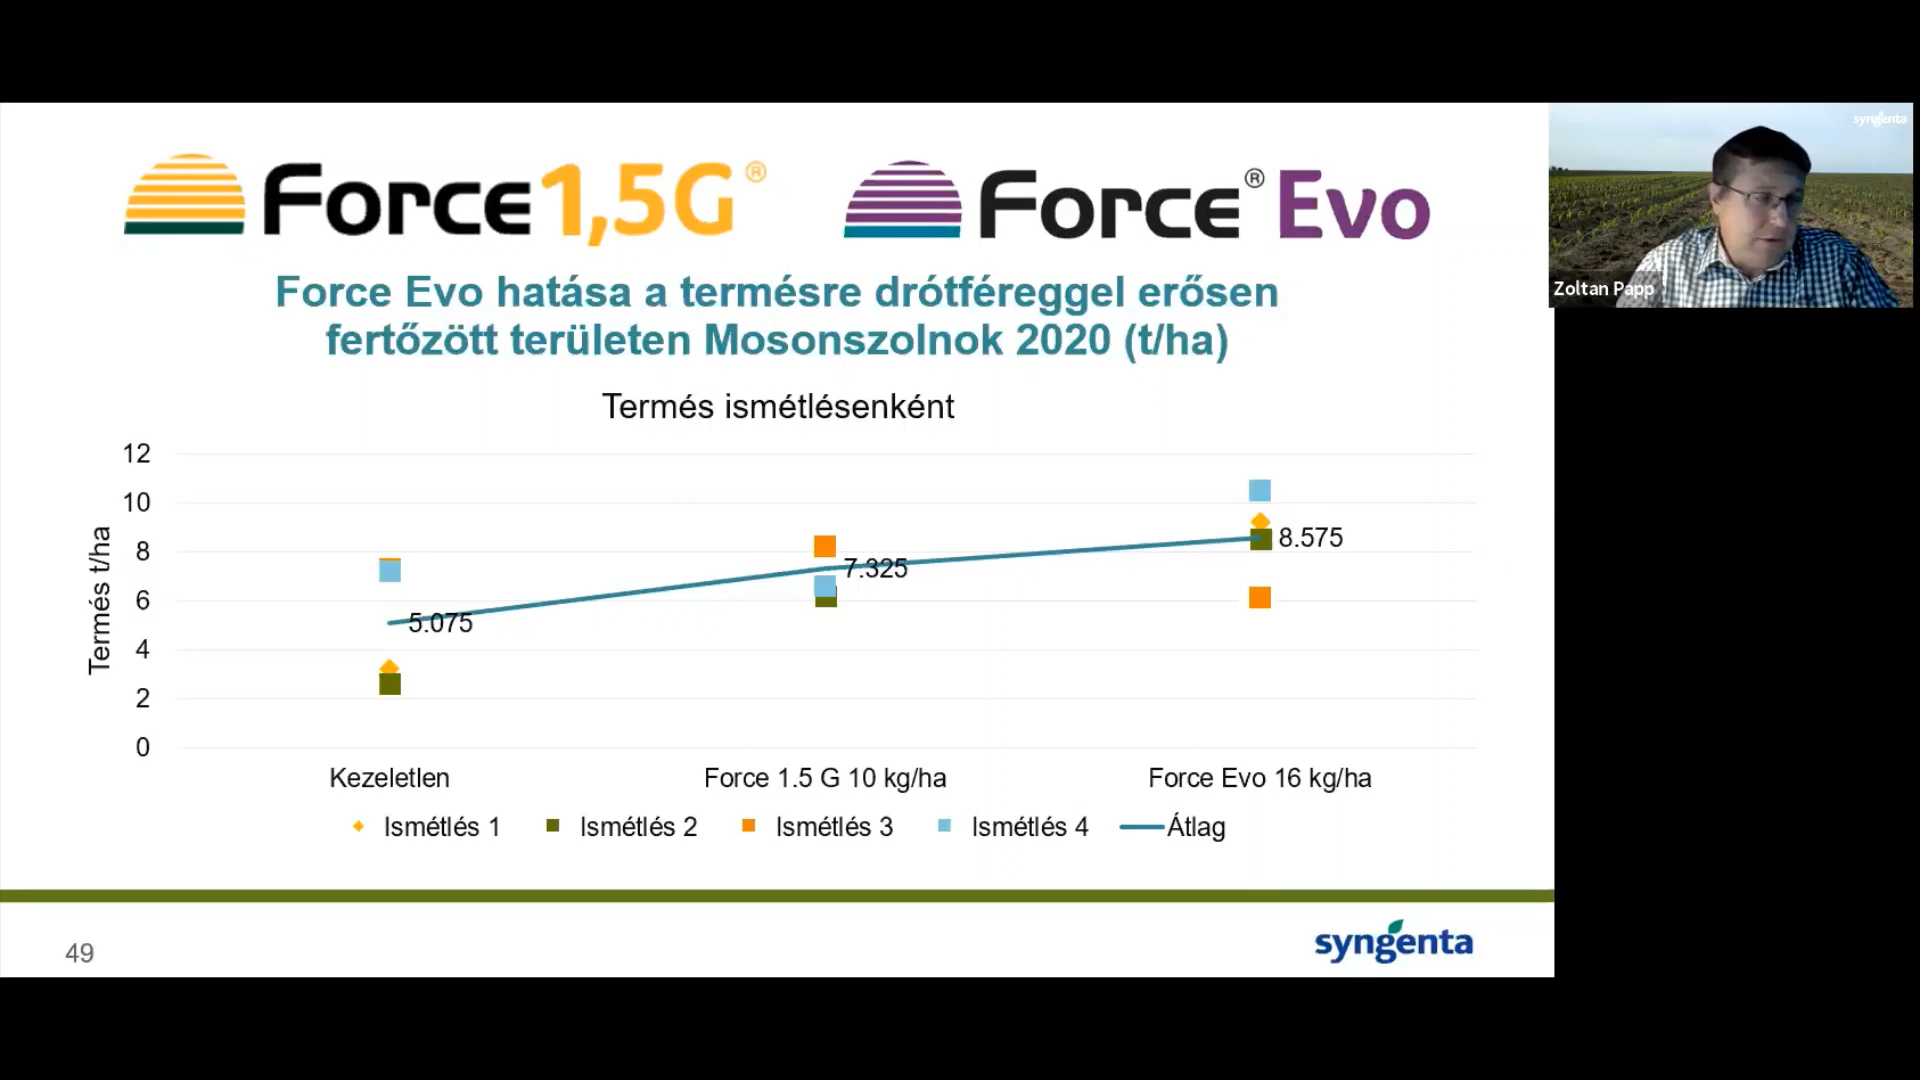 Force 1,5G®
Force® Evo
syngenta
Zoltan Papp
Force Evo hatása a termésre drótféreggel erősen
fertőzött területen Mosonszolnok 2020 (t/ha)
Termés ismétlésenként
Termés t/ha
12
10
8
6
4
2
0
5.075
7.325
8.575
Kezeletlen
Force 1.5 G 10 kg/ha
Force Evo 16 kg/ha
Ismétlés 1
Ismétlés 2
Ismétlés 3
Ismétlés 4
Átlag
49
syngenta